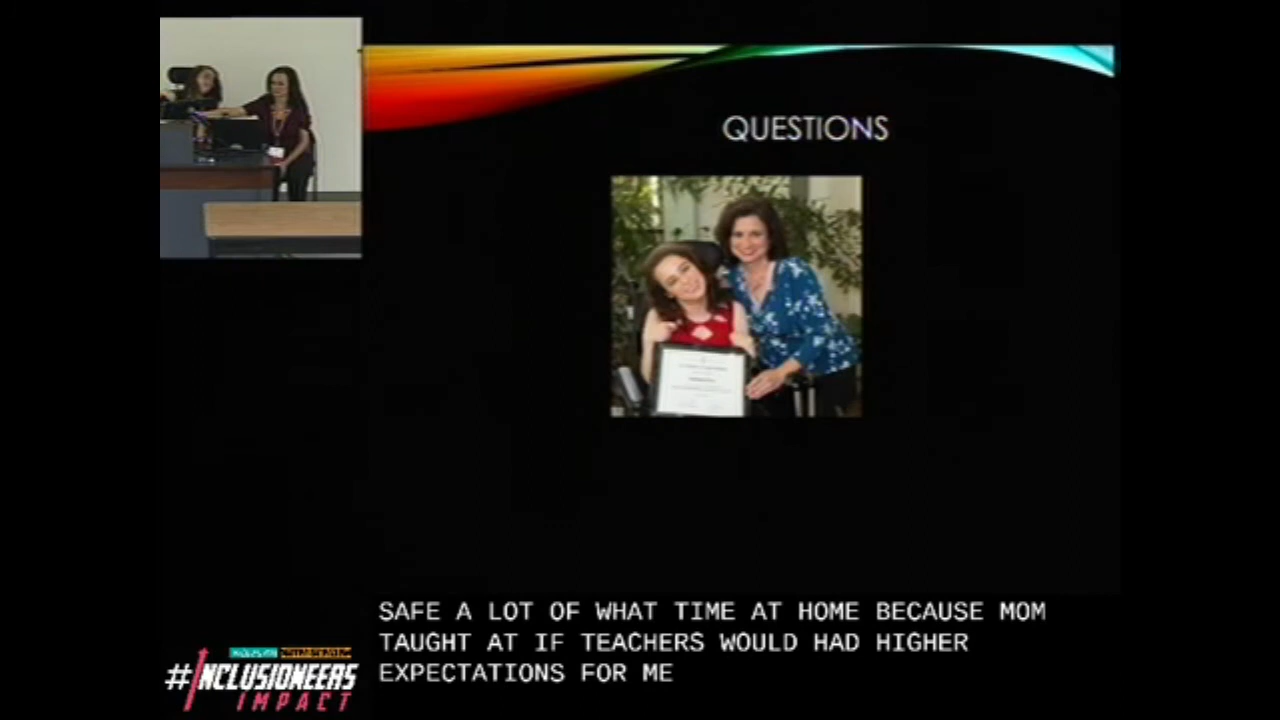 QUESTIONS
SAFE A LOT OF WHAT TIME AT HOME BECAUSE MOM
TAUGHT AT IF TEACHERS WOULD HAD HIGHER
EXPECTATIONS FOR ME
#INCLUSIONEERS
IMPACT